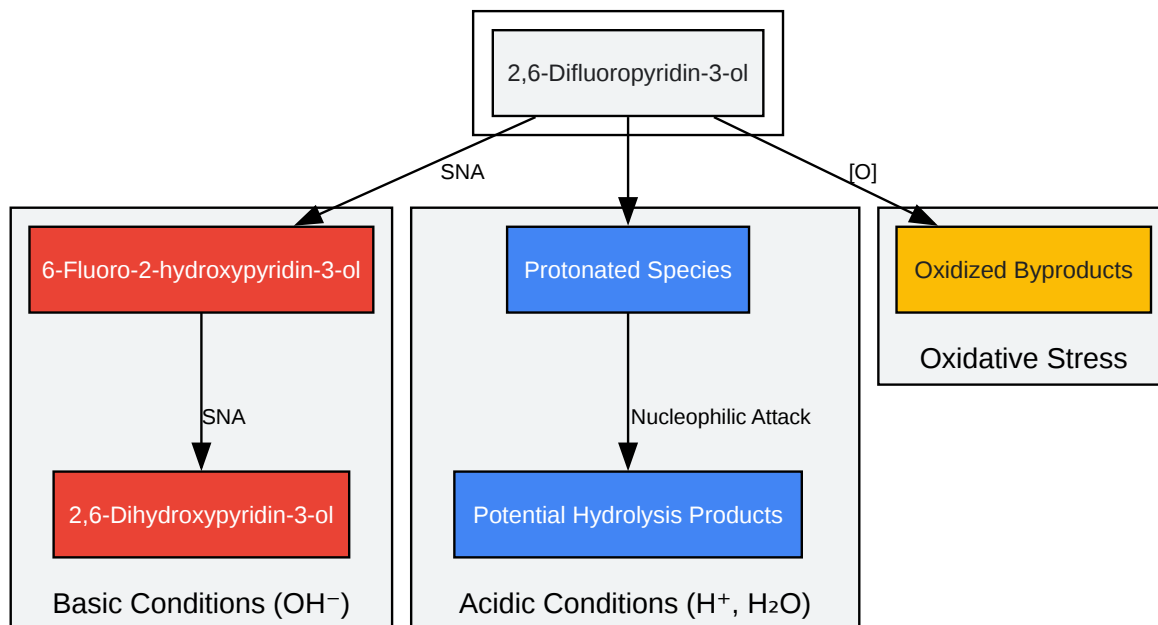 2,6-Difluoropyridin-3-ol
SNA
[O]
6-Fluoro-2-hydroxypyridin-3-ol
Protonated Species
Oxidized Byproducts
Oxidative Stress
SNA
Nucleophilic Attack
2,6-Dihydroxypyridin-3-ol
Potential Hydrolysis Products
Basic Conditions (OH⁻)
Acidic Conditions (H⁺, H₂O)